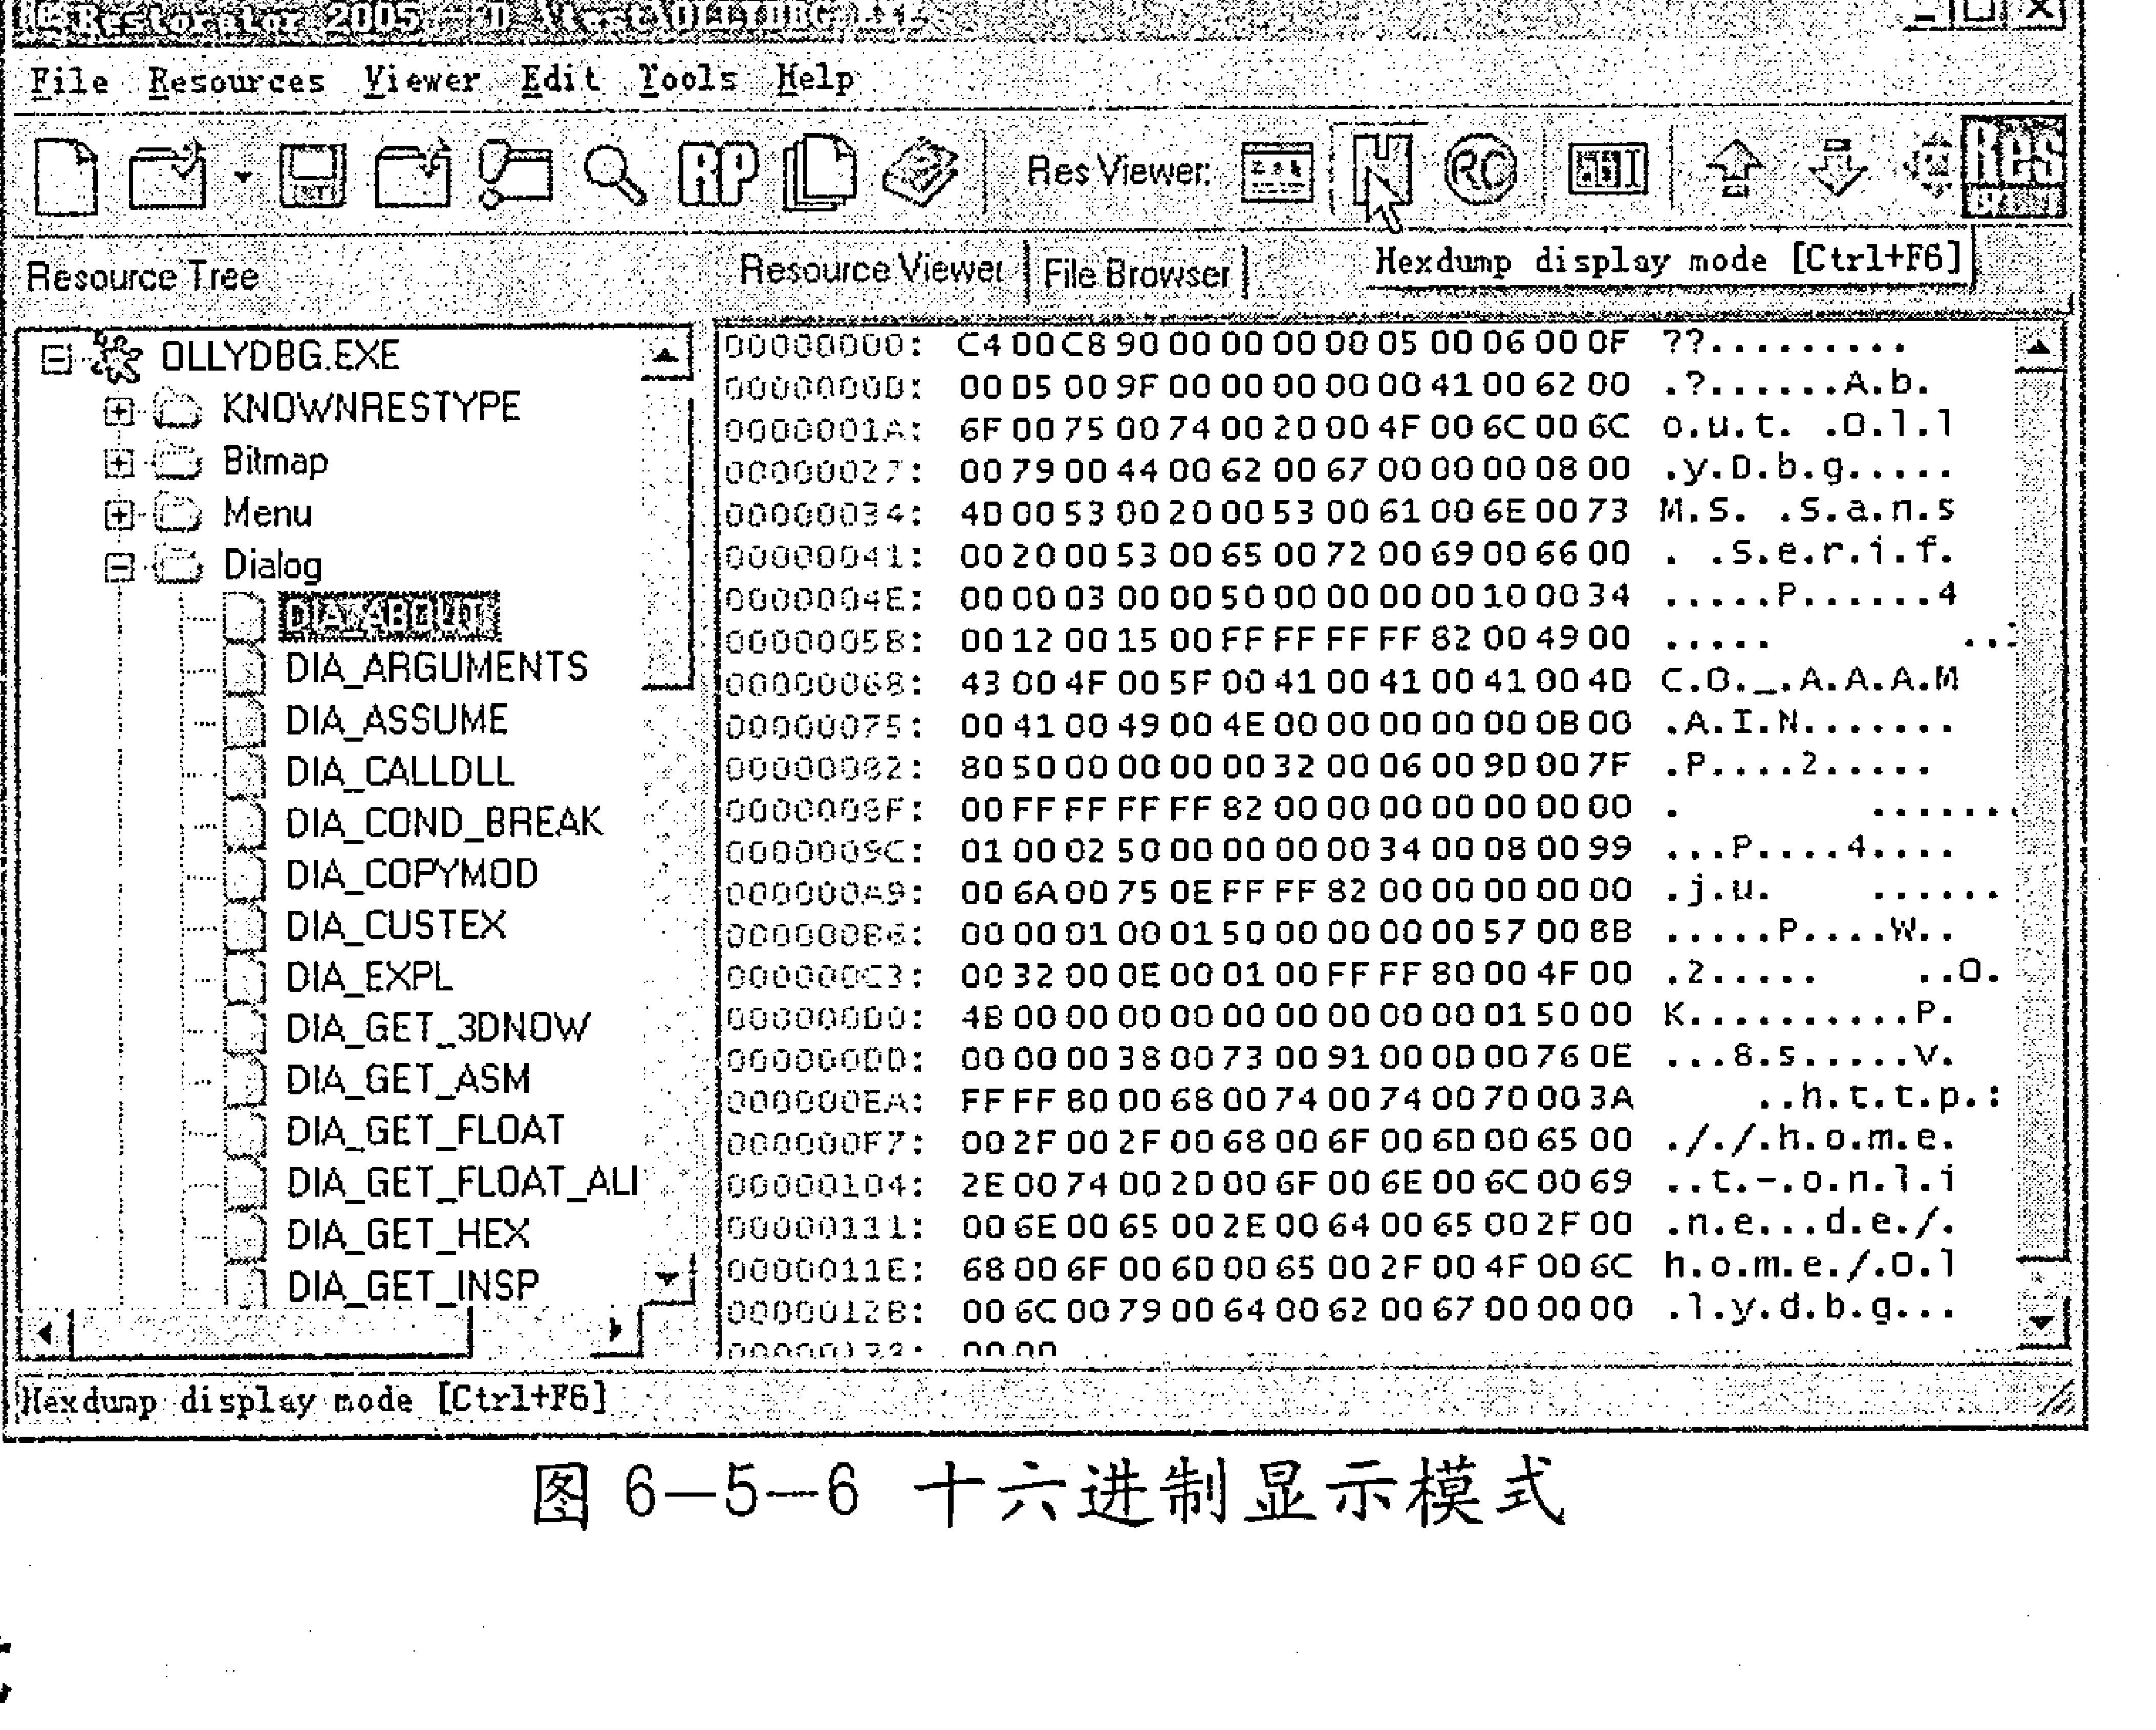 Restorator 2005 - D:\test\OLLYDBG.EXE
File Resources Viewer Edit Tools Help
RP Res Viewer: RC Res
Resource Tree Resource Viewer File Browser Hexdump display mode [Ctrl+F6]
OLLYDBG.EXE
KNOWNRESTYPE
Bitmap
Menu
Dialog
DIA_ABOUT
DIA_ARGUMENTS
DIA_ASSUME
DIA_CALLDLL
DIA_COND_BREAK
DIA_COPYMOD
DIA_CUSTEX
DIA_EXPL
DIA_GET_3DNOW
DIA_GET_ASM
DIA_GET_FLOAT
DIA_GET_FLOAT_ALI
DIA_GET_HEX
DIA_GET_INSP
00000000: C4 00 C8 90 00 00 00 00 05 00 06 00 0F ??.........
0000000D: 00 D5 00 9F 00 00 00 00 00 41 00 62 00 .?......A.b.
0000001A: 6F 00 75 00 74 00 20 00 4F 00 6C 00 6C o.u.t. .O.l.l
00000027: 00 79 00 44 00 62 00 67 00 00 00 08 00 .y.D.b.g.....
00000034: 4D 00 53 00 20 00 53 00 61 00 6E 00 73 M.S. .S.a.n.s
00000041: 00 20 00 53 00 65 00 72 00 69 00 66 00 . .S.e.r.i.f.
0000004E: 00 00 03 00 00 50 00 00 00 00 10 00 34 .....P......4
0000005B: 00 12 00 15 00 FF FF FF FF 82 00 49 00 ..... ..:
00000068: 43 00 4F 00 5F 00 41 00 41 00 41 00 4D C.O._.A.A.A.M
00000075: 00 41 00 49 00 4E 00 00 00 00 00 0B 00 .A.I.N.......
00000082: 80 50 00 00 00 00 32 00 06 00 9D 00 7F .P....2.....
0000008F: 00 FF FF FF FF 82 00 00 00 00 00 00 00 . .......
0000009C: 01 00 02 50 00 00 00 00 34 00 08 00 99 ...P....4....
000000A9: 00 6A 00 75 0E FF FF 82 00 00 00 00 00 .j.u. ......
000000B6: 00 00 01 00 01 50 00 00 00 00 57 00 8B .....P....W..
000000C3: 00 32 00 0E 00 01 00 FF FF 80 00 4F 00 .2..... ..O.
000000D0: 4B 00 00 00 00 00 00 00 00 00 01 50 00 K..........P.
000000DD: 00 00 00 38 00 73 00 91 00 0D 00 76 0E ...8.s.....v.
000000EA: FF FF 80 00 68 00 74 00 74 00 70 00 3A ..h.t.t.p.:
000000F7: 00 2F 00 2F 00 68 00 6F 00 6D 00 65 00 ././.h.o.m.e.
00000104: 2E 00 74 00 2D 00 6F 00 6E 00 6C 00 69 ..t.-.o.n.l.i
00000111: 00 6E 00 65 00 2E 00 64 00 65 00 2F 00 .n.e...d.e./.
0000011E: 68 00 6F 00 6D 00 65 00 2F 00 4F 00 6C h.o.m.e./.O.l
0000012B: 00 6C 00 79 00 64 00 62 00 67 00 00 00 .l.y.d.b.g...
00 00
Hexdump display mode [Ctrl+F6]
图 6—5—6 十六进制显示模式